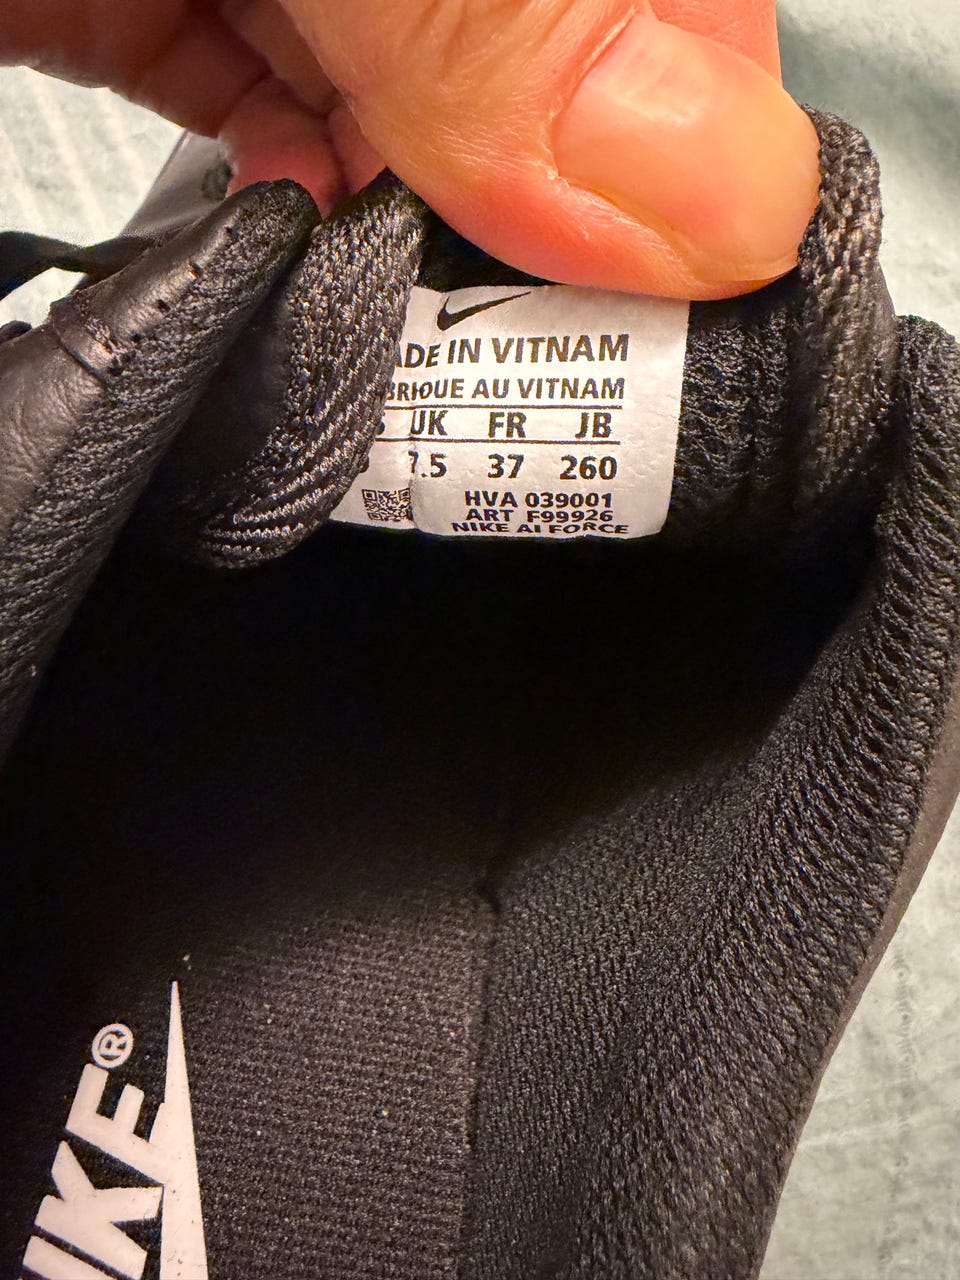 ADE IN VITNAM
BRIQUE AU VITNAM
UK FR JB
7.5 37 260
HVA 039001
ART F99926
NIKE AI FORCE
NIKE®